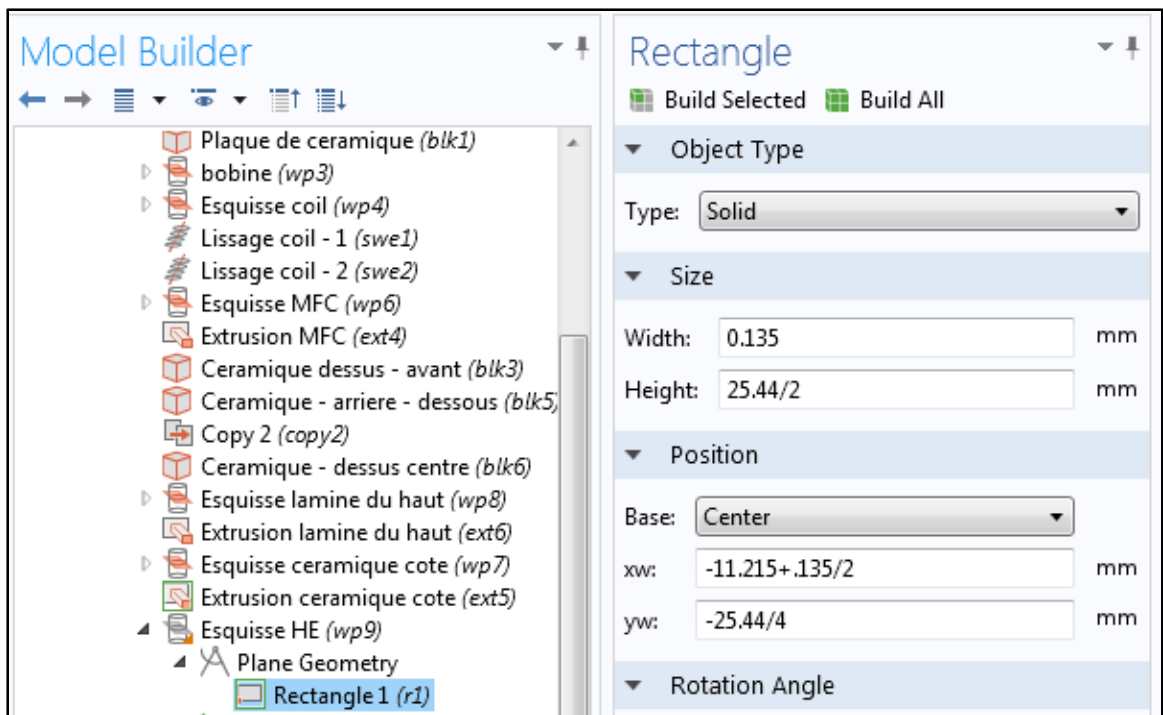 Model Builder
Plaque de ceramique (blk1)
bobine (wp3)
Esquisse coil (wp4)
Lissage coil - 1 (swe1)
Lissage coil - 2 (swe2)
Esquisse MFC (wp6)
Extrusion MFC (ext4)
Ceramique dessus - avant (blk3)
Ceramique - arriere - dessous (blk5)
Copy 2 (copy2)
Ceramique - dessus centre (blk6)
Esquisse lamine du haut (wp8)
Extrusion lamine du haut (ext6)
Esquisse ceramique cote (wp7)
Extrusion ceramique cote (ext5)
Esquisse HE (wp9)
Plane Geometry
Rectangle 1 (r1)
Rectangle
Build Selected Build All
Object Type
Type: Solid
Size
Width: 0.135 mm
Height: 25.44/2 mm
Position
Base: Center
xw: -11.215+.135/2 mm
yw: -25.44/4 mm
Rotation Angle